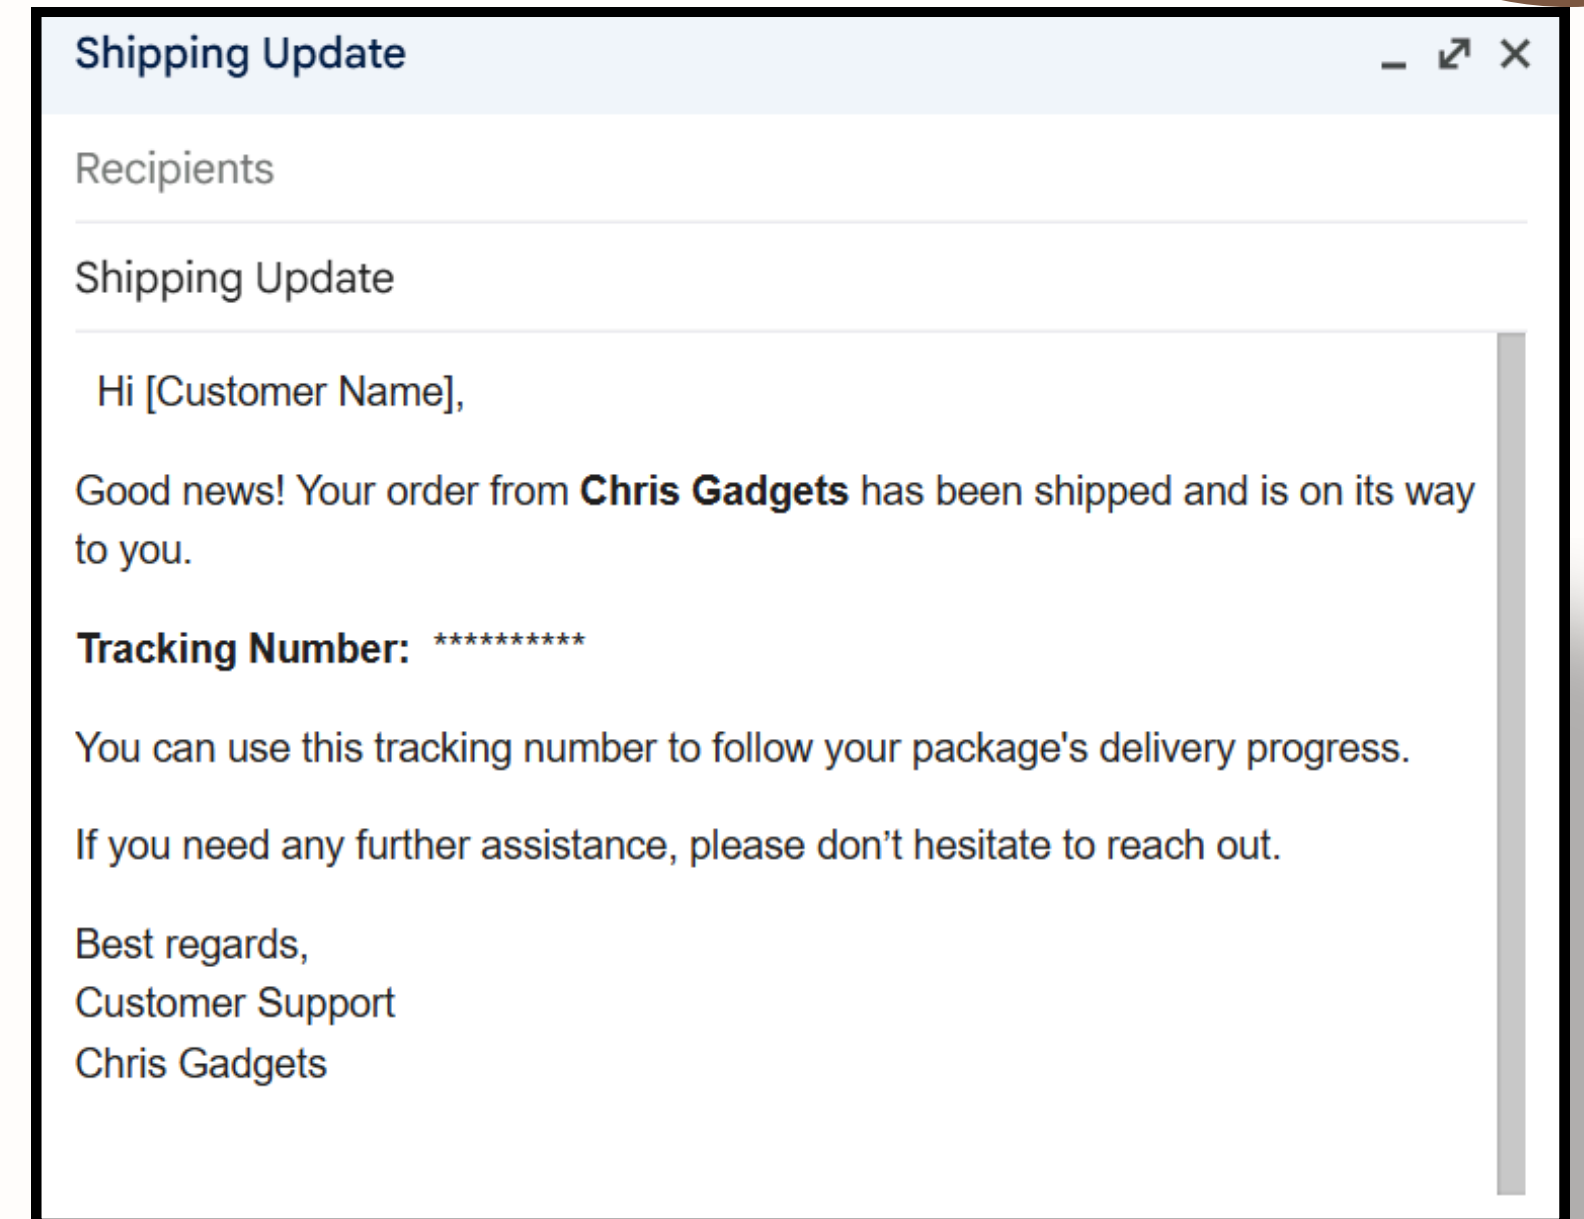 Shipping Update
Recipients
Shipping Update
Hi [Customer Name],
Good news! Your order from Chris Gadgets has been shipped and is on its way
to you.
Tracking Number: **********
You can use this tracking number to follow your package's delivery progress.
If you need any further assistance, please don’t hesitate to reach out.
Best regards,
Customer Support
Chris Gadgets